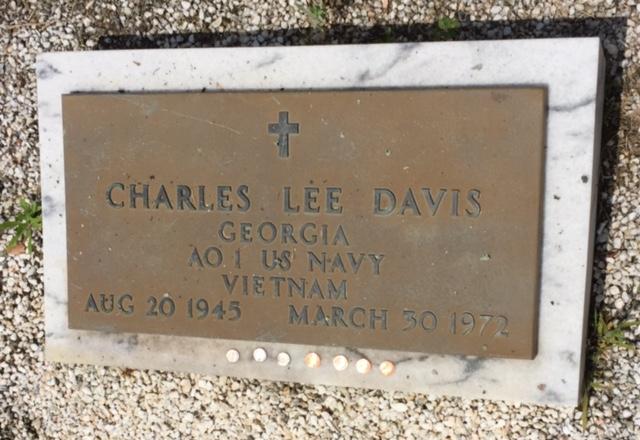 CHARLES LEE DAVIS
GEORGIA
AO 1 US NAVY
VIETNAM
AUG 20 1945 MARCH 30 1972